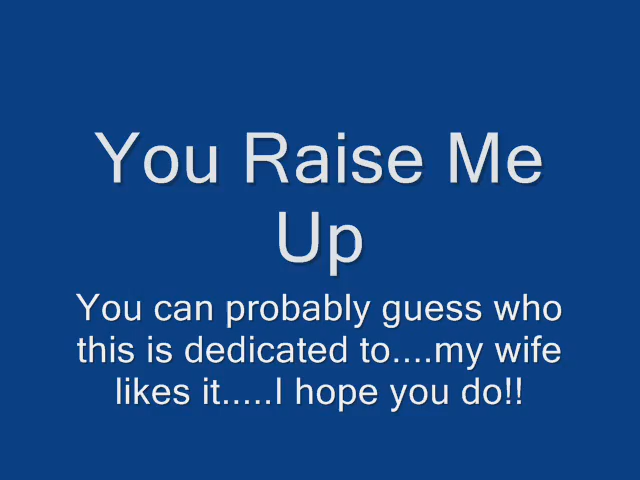 You Raise Me
Up
You can probably guess who
this is dedicated to....my wife
likes it.....I hope you do!!